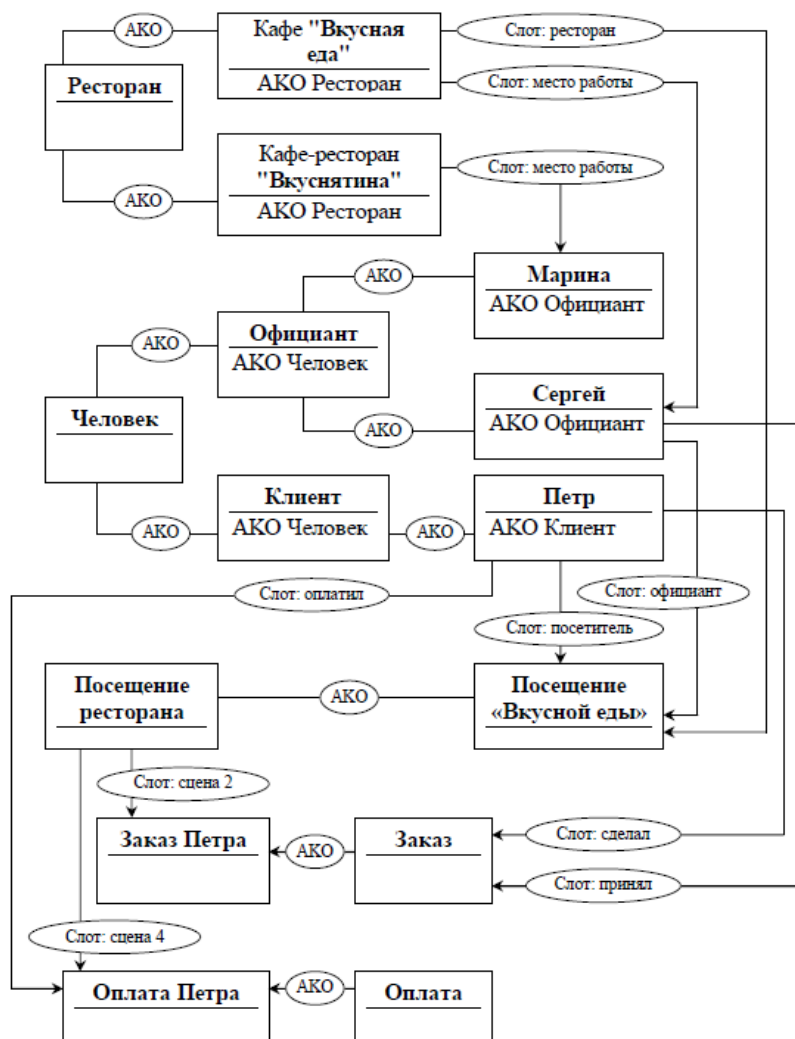 АКО
Кафе "Вкусная
еда"
АКО Ресторан
Слот: ресторан
Слот: место работы
Ресторан
Кафе-ресторан
"Вкуснятина"
АКО Ресторан
Слот: место работы
АКО
АКО
Марина
АКО Официант
Официант
АКО Человек
АКО
Человек
АКО
Сергей
АКО Официант
Клиент
АКО Человек
АКО
АКО
Петр
АКО Клиент
Слот: оплатил
Слот: официант
Слот: посетитель
Посещение
ресторана
АКО
Посещение
«Вкусной еды»
Слот: сцена 2
Заказ Петра
АКО
Заказ
Слот: сделал
Слот: принял
Слот: сцена 4
Оплата Петра
АКО
Оплата